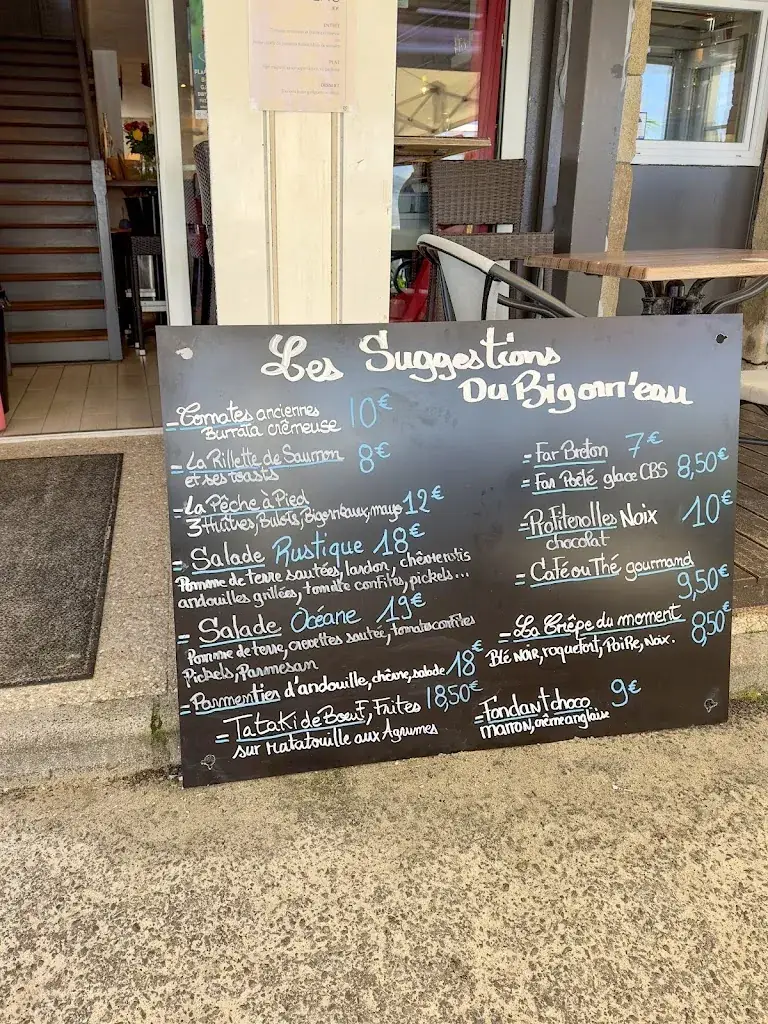 Les Suggestions
Du Bigorn'eau
- Tomates anciennes 10€
Burrata crèmeuse
- La Rillette de Saumon 8€
et ses toasts
- La Pêche à Pied 12€
3 Huîtres, Bulots, Bigorneaux, mayo
- Salade Rustique 18€
Pomme de terre sautées, lardon, chèvre rotis
andouilles grillées, tomate confites, pickels...
- Salade Océane 19€
Pomme de terre, crevettes sautée, tomates confites
Pickels, Parmesan
- Parmentier d'andouille, chèvre, salade 18€
- Tataki de Boeuf, Frites 18,50€
sur Ratatouille aux Agrumes
- Far Breton 7€
- Far Poêlé glace CBS 8,50€
- Profiterolles Noix 10€
chocolat
- Café ou Thé gourmand
9,50€
- La Crêpe du moment 8,50€
Blé Noir, roquefort, Poire, Noix.
- Fondant choco 9€
marron, crème anglaise